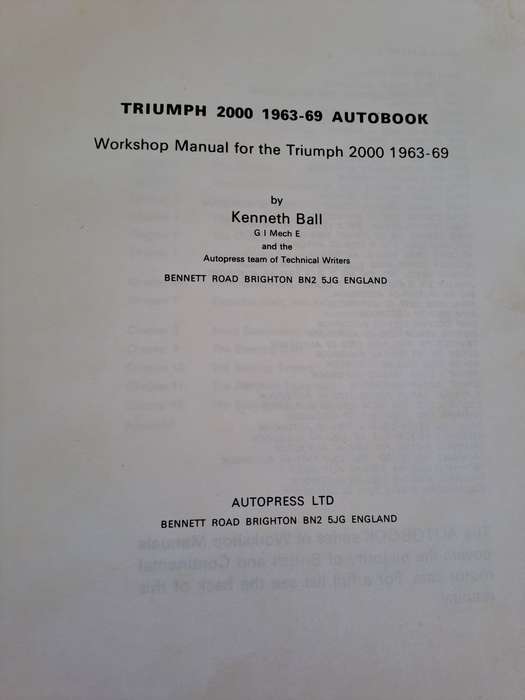 TRIUMPH 2000 1963-69 AUTOBOOK
Workshop Manual for the Triumph 2000 1963-69
by
Kenneth Ball
G I Mech E
and the
Autopress team of Technical Writers
BENNETT ROAD BRIGHTON BN2 5JG ENGLAND
AUTOPRESS LTD
BENNETT ROAD BRIGHTON BN2 5JG ENGLAND